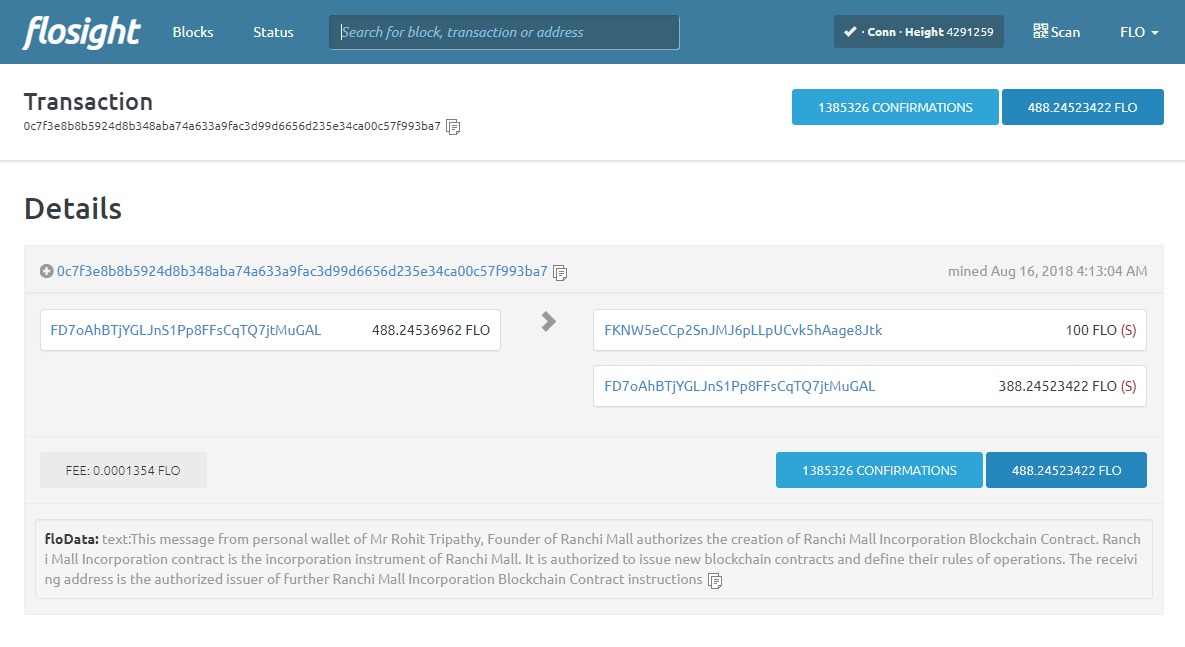 flosight Blocks Status Search for block, transaction or address · Conn · Height 4291259 Scan FLO
Transaction
1385326 CONFIRMATIONS 488.24523422 FLO
0c7f3e8b8b5924d8b348aba74a633a9fac3d99d6656d235e34ca00c57f993ba7
Details
0c7f3e8b8b5924d8b348aba74a633a9fac3d99d6656d235e34ca00c57f993ba7 mined Aug 16, 2018 4:13:04 AM
FD7oAhBTjYGLJnS1Pp8FFsCqTQ7jtMuGAL 488.24536962 FLO FKNW5eCCp2SnJMJ6pLLpUCvk5hAage8Jtk 100 FLO (S)
FD7oAhBTjYGLJnS1Pp8FFsCqTQ7jtMuGAL 388.24523422 FLO (S)
FEE: 0.0001354 FLO 1385326 CONFIRMATIONS 488.24523422 FLO
floData: text:This message from personal wallet of Mr Rohit Tripathy, Founder of Ranchi Mall authorizes the creation of Ranchi Mall Incorporation Blockchain Contract. Ranch
i Mall Incorporation contract is the incorporation instrument of Ranchi Mall. It is authorized to issue new blockchain contracts and define their rules of operations. The receivi
ng address is the authorized issuer of further Ranchi Mall Incorporation Blockchain Contract instructions